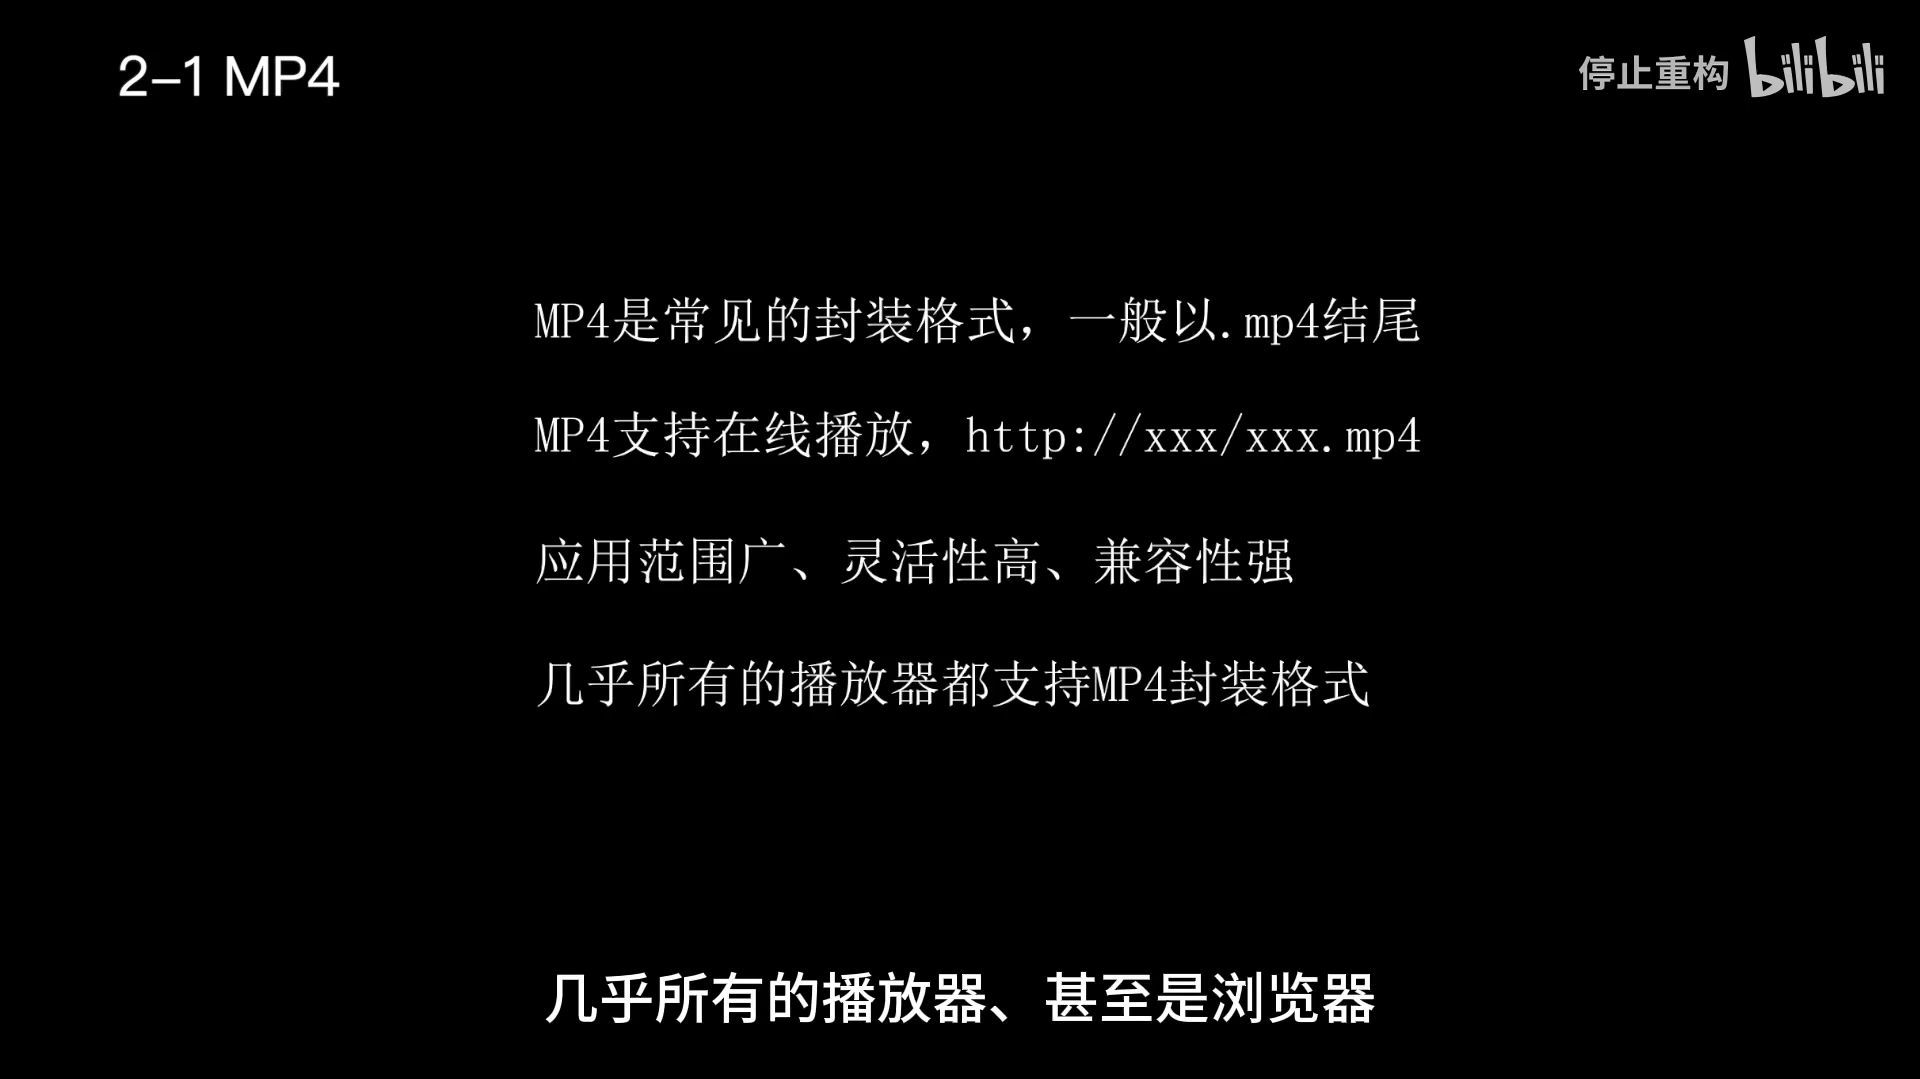 2-1 MP4
停止重构 bilibili
MP4是常见的封装格式，一般以.mp4结尾
MP4支持在线播放，http://xxx/xxx.mp4
应用范围广、灵活性高、兼容性强
几乎所有的播放器都支持MP4封装格式
几乎所有的播放器、甚至是浏览器